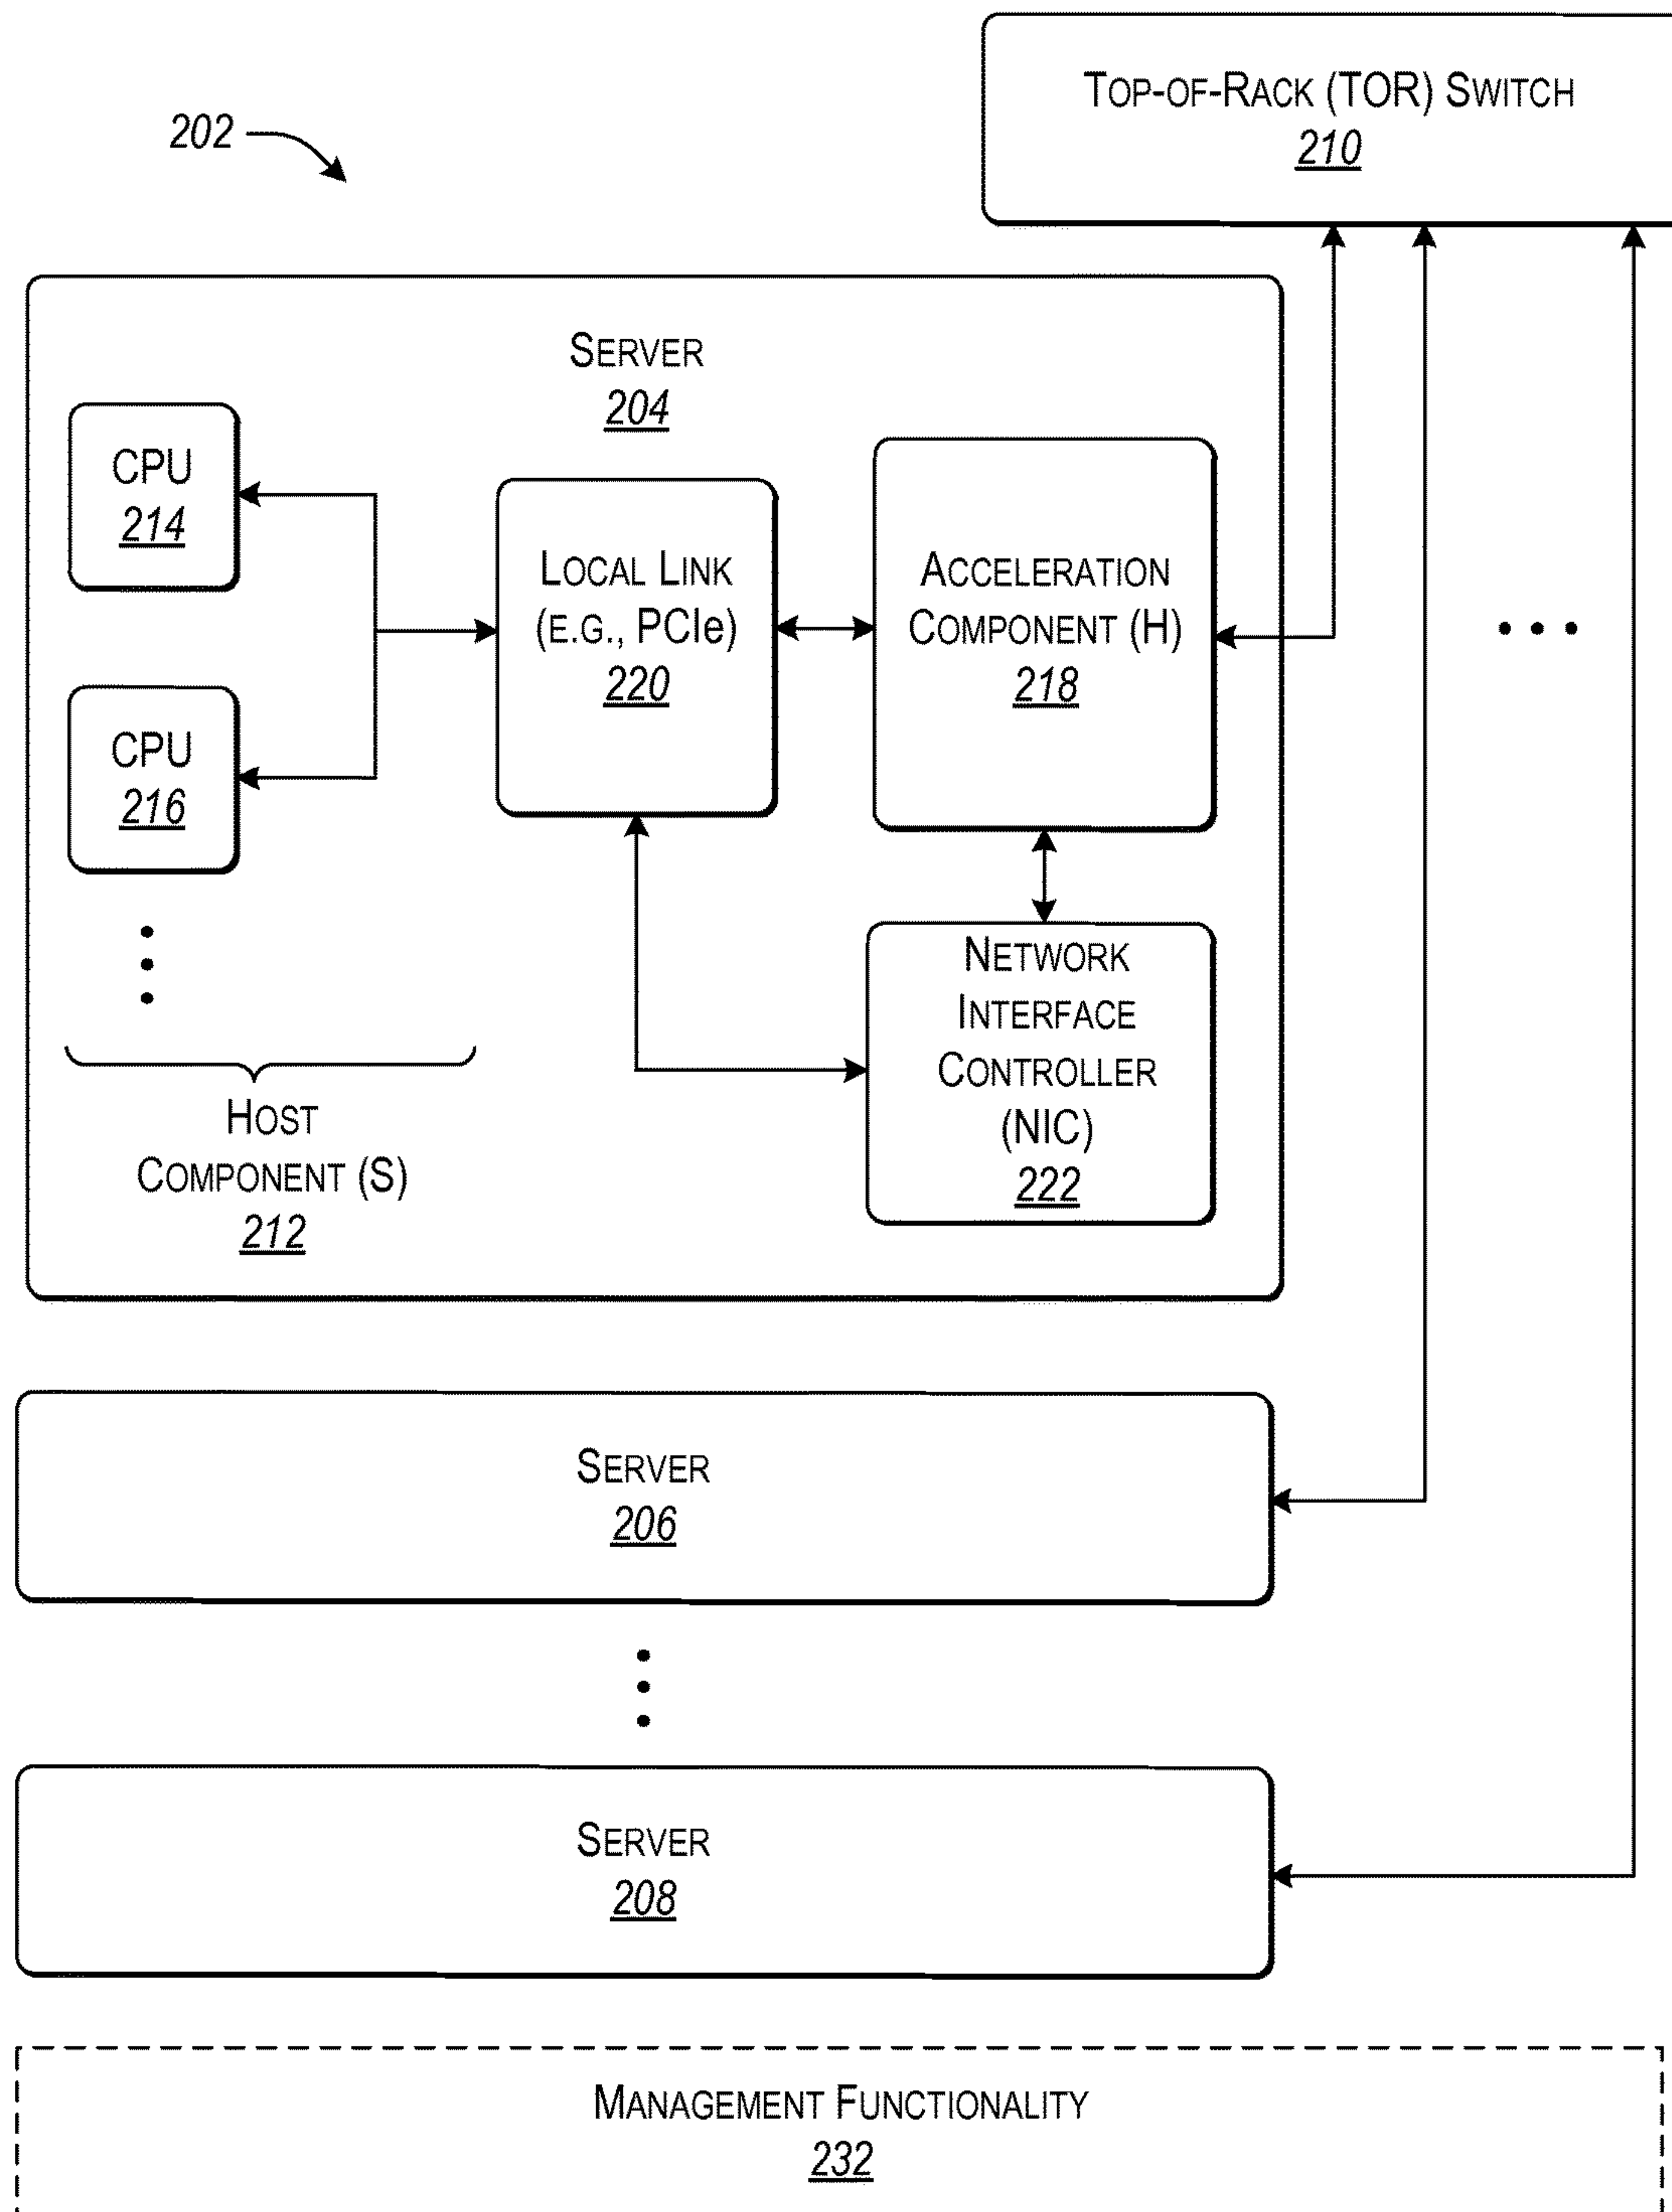 TOP-OF-RACK (TOR) SWITCH
210
202
SERVER
204
CPU
214
LOCAL LINK
(E.G., PCIe)
220
ACCELERATION
COMPONENT (H)
218
CPU
216
NETWORK
INTERFACE
CONTROLLER
(NIC)
222
HOST
COMPONENT (S)
212
SERVER
206
SERVER
208
MANAGEMENT FUNCTIONALITY
232